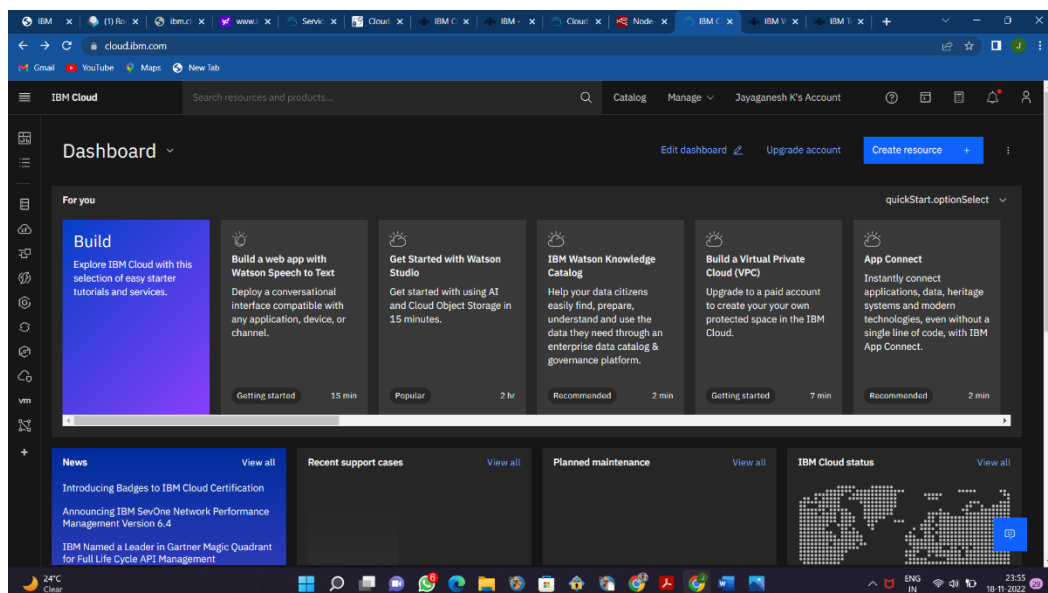 IBM
(1) Ro
ibm.cl
www.i
Servic
Cloud
IBM C
IBM -
Cloud
Node-
IBM C
IBM W
IBM T
cloud.ibm.com
J
Gmail
YouTube
Maps
New Tab
IBM Cloud
Search resources and products...
Catalog
Manage
Jayaganesh K's Account
Dashboard
Edit dashboard
Upgrade account
Create resource +
For you
quickStart.optionSelect
Build
Explore IBM Cloud with this
selection of easy starter
tutorials and services.
Build a web app with
Watson Speech to Text
Deploy a conversational
interface compatible with
any application, device, or
channel.
Getting started 15 min
Get Started with Watson
Studio
Get started with using AI
and Cloud Object Storage in
15 minutes.
Popular 2 hr
IBM Watson Knowledge
Catalog
Help your data citizens
easily find, prepare,
understand and use the
data they need through an
enterprise data catalog &
governance platform.
Recommended 2 min
Build a Virtual Private
Cloud (VPC)
Upgrade to a paid account
to create your your own
protected space in the IBM
Cloud.
Getting started 7 min
App Connect
Instantly connect
applications, data, heritage
systems and modern
technologies, even without a
single line of code, with IBM
App Connect.
Recommended 2 min
vm
News View all
Introducing Badges to IBM Cloud Certification
Announcing IBM SevOne Network Performance
Management Version 6.4
IBM Named a Leader in Gartner Magic Quadrant
for Full Life Cycle API Management
Recent support cases View all
Planned maintenance View all
IBM Cloud status View all
24°C
Clear
ENG
IN
23:55
18-11-2022